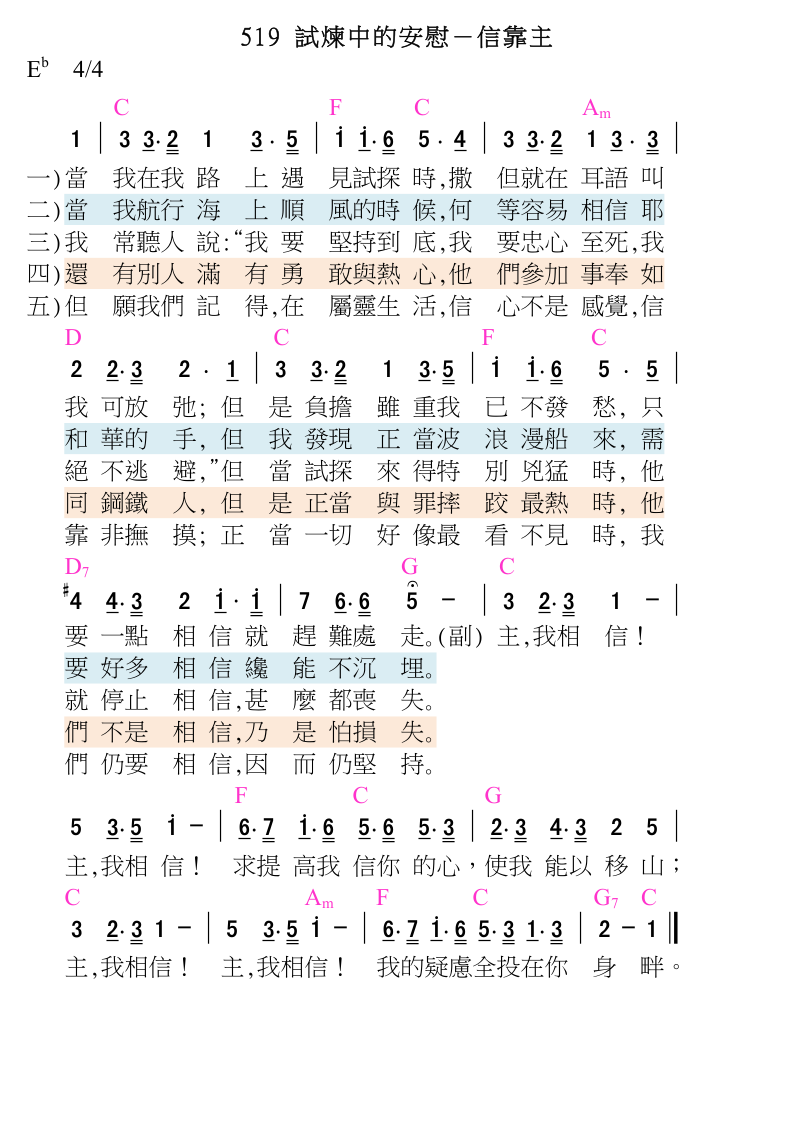 519 試煉中的安慰－信靠主
E♭ 4/4
C F C Am
1 | 3 3·2 1 3·5 | i i·6 5·4 | 3 3·2 1 3·3 |
一)當 我在我 路 上 遇 見試探 時,撒 但就在 耳語 叫
二)當 我航行 海 上 順 風的時 候,何 等容易 相信 耶
三)我 常聽人 說:“我 要 堅持到 底,我 要忠心 至死,我
四)還 有別人 滿 有 勇 敢與熱 心,他 們參加 事奉 如
五)但 願我們 記 得,在 屬靈生 活,信 心不是 感覺,信
D C F C
2 2·3 2·1 | 3 3·2 1 3·5 | i i·6 5·5 |
我 可放 弛; 但 是 負擔 雖 重我 已 不發 愁, 只
和 華的 手, 但 我 發現 正 當波 浪 漫船 來, 需
絕 不逃 避,”但 當 試探 來 得特 別 兇猛 時, 他
同 鋼鐵 人, 但 是 正當 與 罪摔 跤 最熱 時, 他
靠 非撫 摸; 正 當 一切 好 像最 看 不見 時, 我
D7 G C
♯4 4·3 2 i·i | 7 6·6 5 － | 3 2·3 1 － |
要 一點 相 信 就 趕 難處 走。(副) 主,我相 信！
要 好多 相 信 纔 能 不沉 埋。
就 停止 相 信,甚 麼 都喪 失。
們 不是 相 信,乃 是 怕損 失。
們 仍要 相 信,因 而 仍堅 持。
F C G
5 3·5 i － | 6·7 i·6 5·6 5·3 | 2·3 4·3 2 5 |
主,我相 信！ 求提 高我 信你 的心，使我 能以 移 山；
C Am F C G7 C
3 2·3 1 － | 5 3·5 i － | 6·7 i·6 5·3 1·3 | 2 － 1 ‖
主,我相信！ 主,我相信！ 我的疑慮全投在你 身 畔。